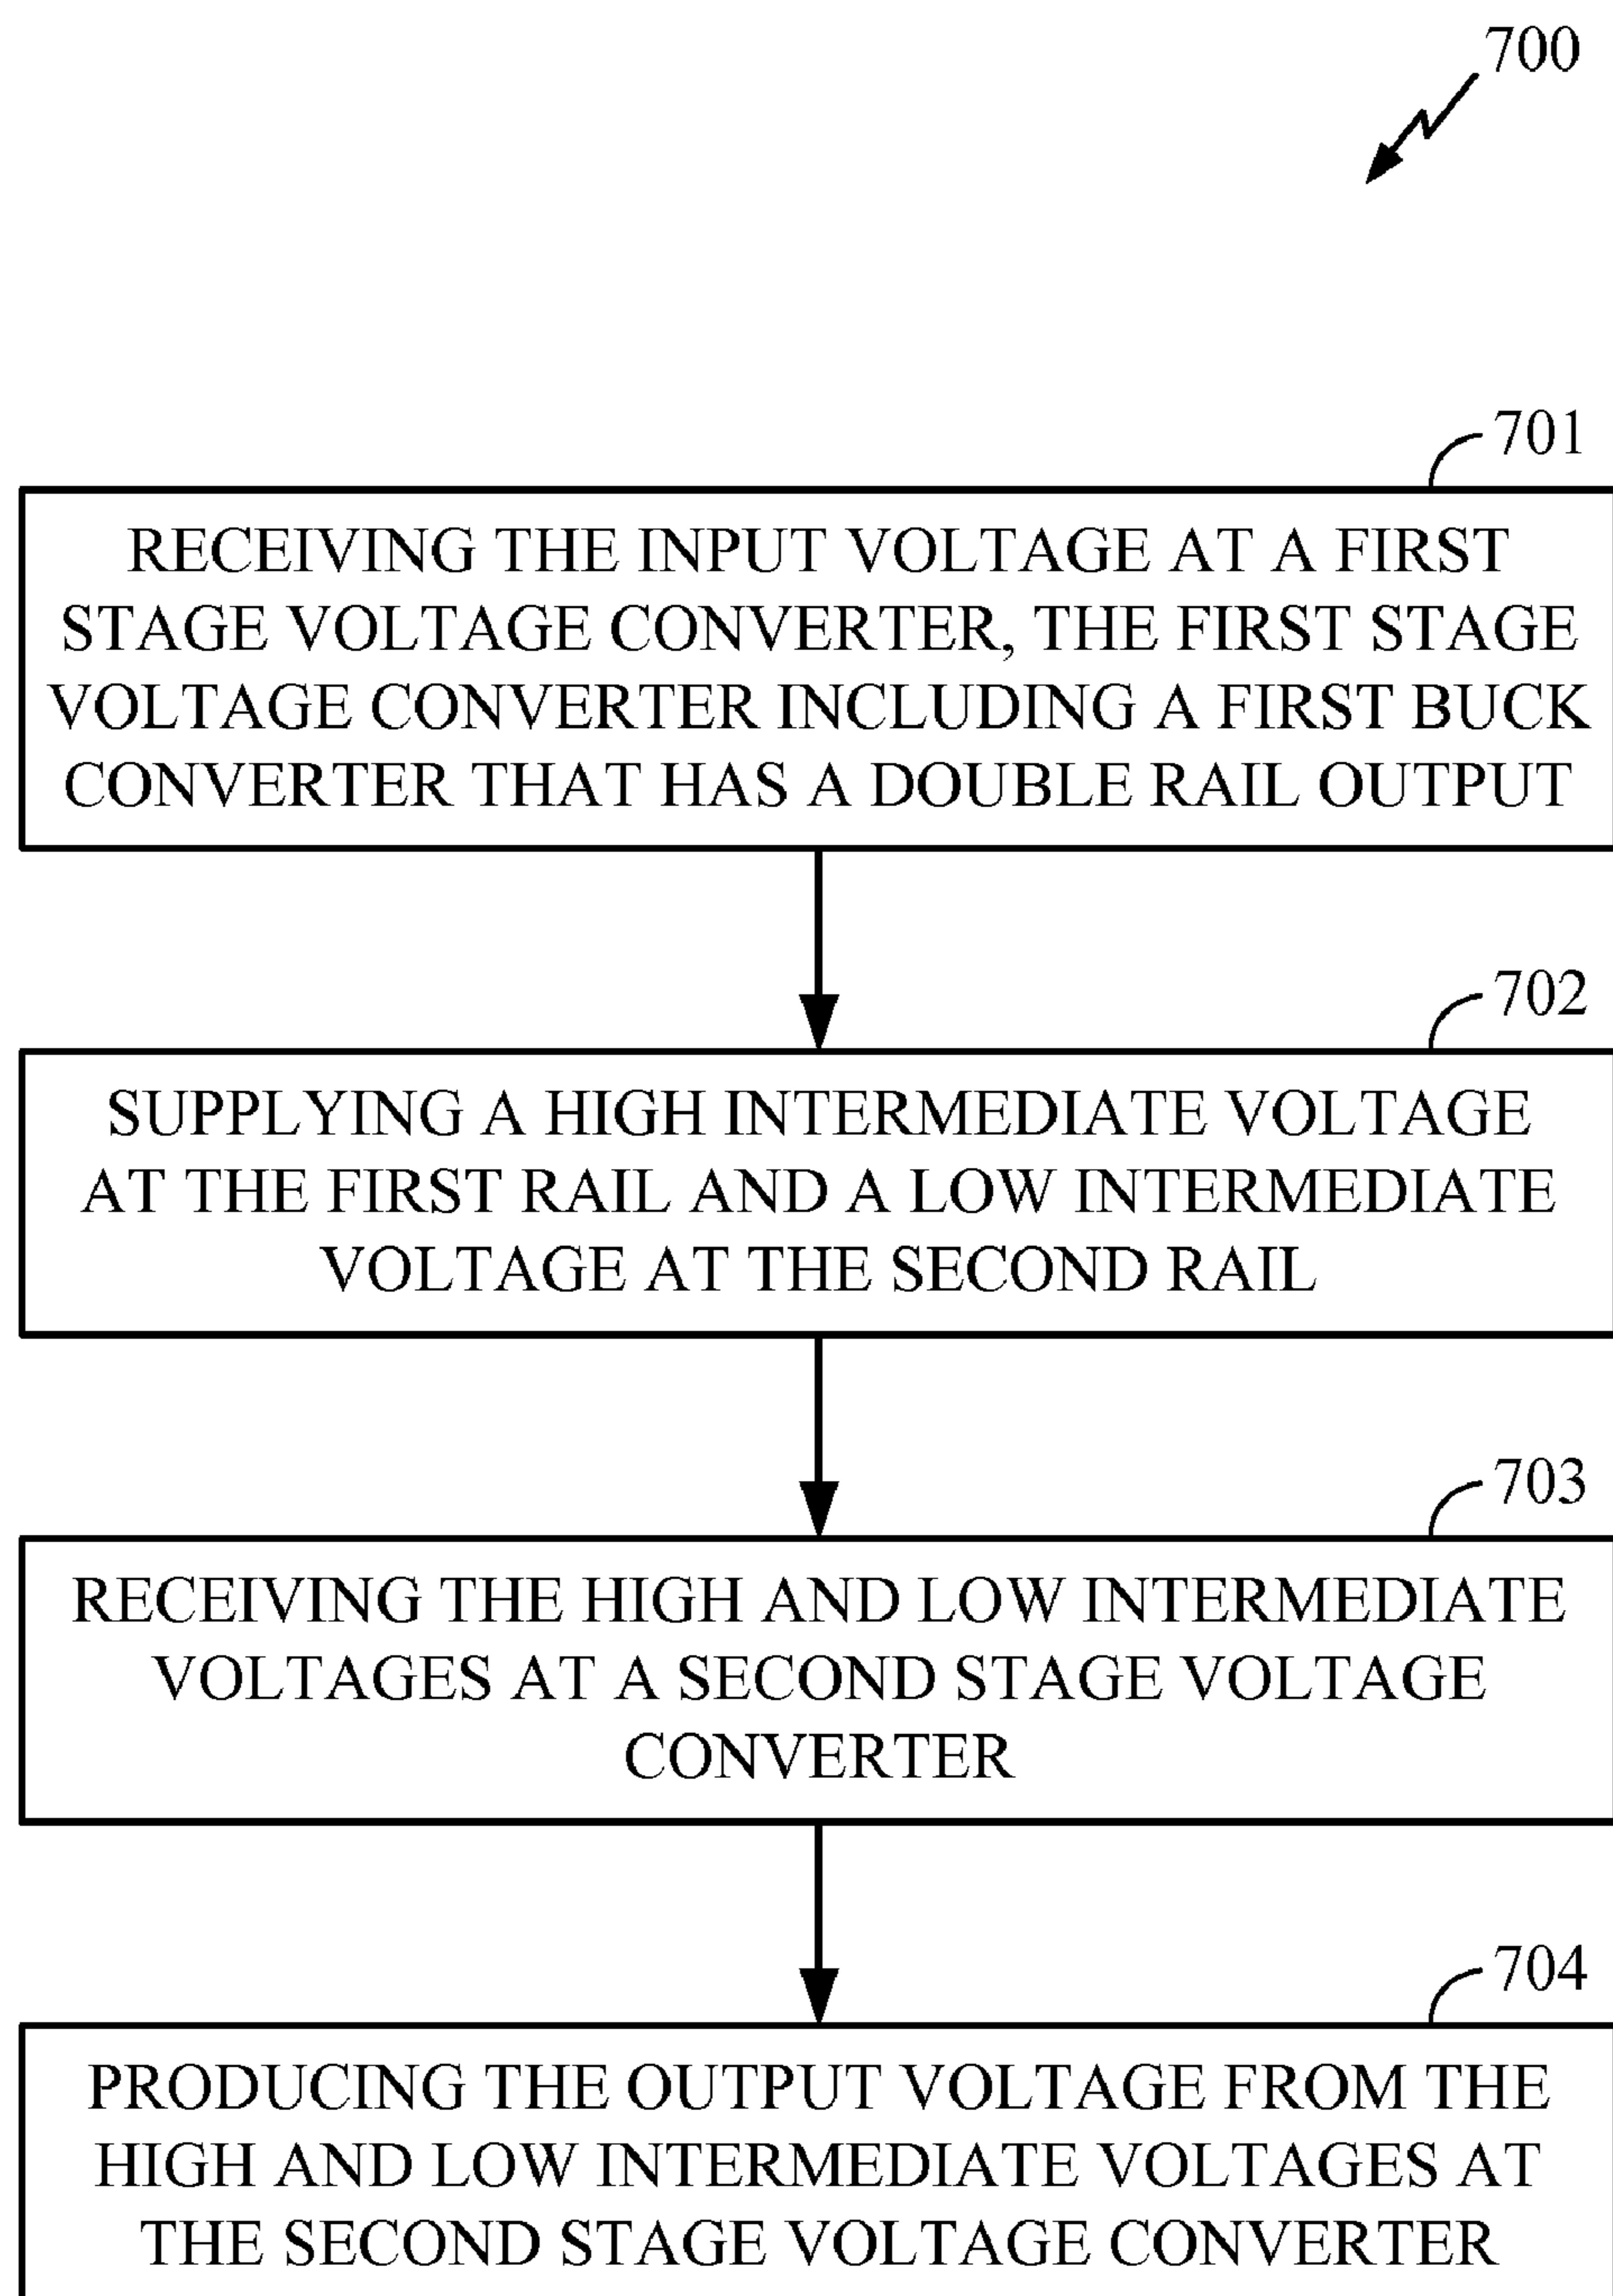 700
701
RECEIVING THE INPUT VOLTAGE AT A FIRST
STAGE VOLTAGE CONVERTER, THE FIRST STAGE
VOLTAGE CONVERTER INCLUDING A FIRST BUCK
CONVERTER THAT HAS A DOUBLE RAIL OUTPUT
702
SUPPLYING A HIGH INTERMEDIATE VOLTAGE
AT THE FIRST RAIL AND A LOW INTERMEDIATE
VOLTAGE AT THE SECOND RAIL
703
RECEIVING THE HIGH AND LOW INTERMEDIATE
VOLTAGES AT A SECOND STAGE VOLTAGE
CONVERTER
704
PRODUCING THE OUTPUT VOLTAGE FROM THE
HIGH AND LOW INTERMEDIATE VOLTAGES AT
THE SECOND STAGE VOLTAGE CONVERTER